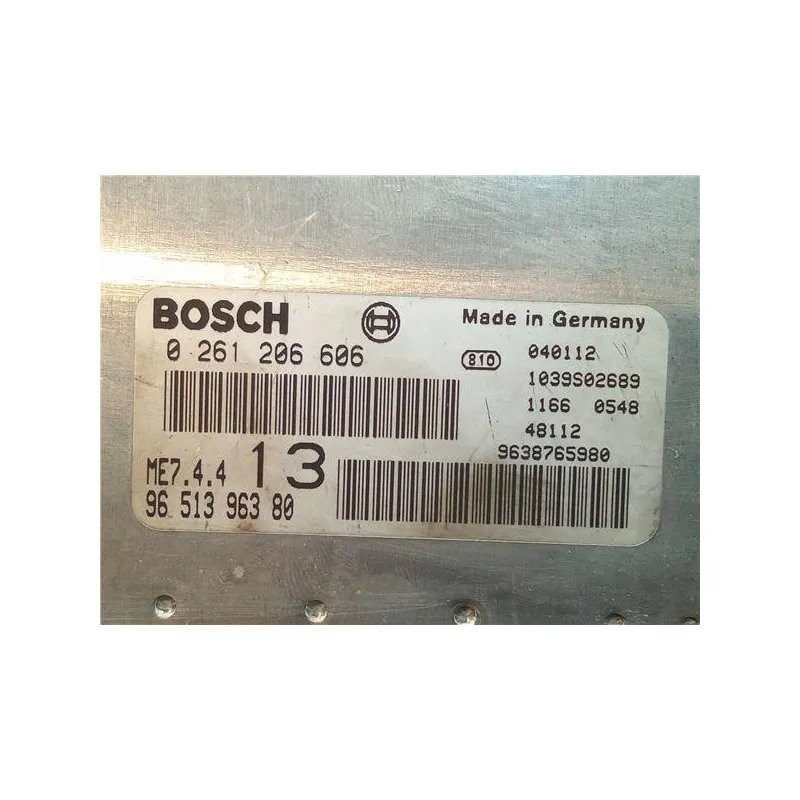 BOSCH Made in Germany
0 261 206 606 810 040112
1039S02689
1166 0548
48112
9638765980
ME7.4.4 13
96 513 963 80